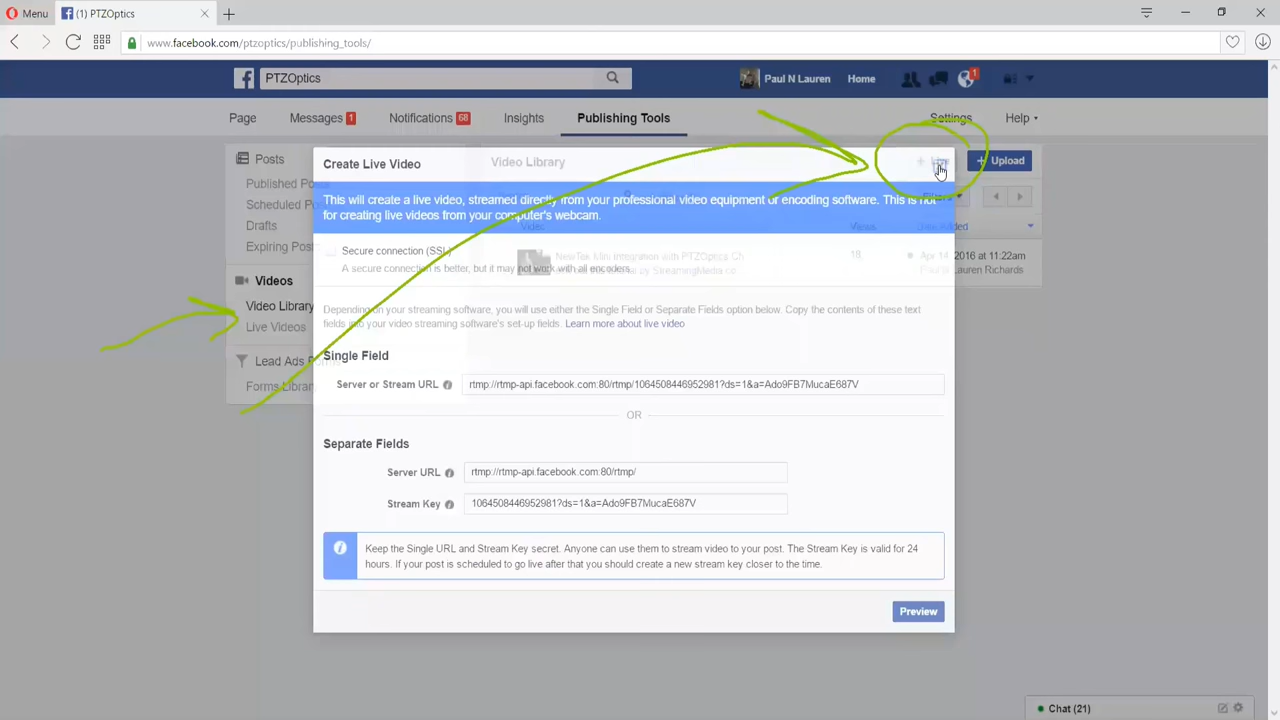 Menu
(1) PTZOptics
www.facebook.com/ptzoptics/publishing_tools/
PTZOptics
Paul N Lauren
Home
1
Page
Messages 1
Notifications 68
Insights
Publishing Tools
Settings
Help
Posts
Published Posts
Scheduled Po
Drafts
Expiring Posts
Videos
Video Library
Live Videos
Lead Ads Forms
Forms Library
Video Library
+ Live
+ Upload
Video
Views
Date Added
NewTek Mini Integration with PTZOptics Ch
by StreamingMedia.co
18
Apr 14, 2016 at 11:22am
Paul M Lauren Richards
Create Live Video
This will create a live video, streamed directly from your professional video equipment or encoding software. This is not
for creating live videos from your computer's webcam.
Secure connection (SSL)
A secure connection is better, but it may not work with all encoders.
Depending on your streaming software, you will use either the Single Field or Separate Fields option below. Copy the contents of these text
fields into your video streaming software's set-up fields. Learn more about live video
Single Field
Server or Stream URL
rtmp://rtmp-api.facebook.com:80/rtmp/1064508446952981?ds=1&a=Ado9FB7MucaE687V
OR
Separate Fields
Server URL
rtmp://rtmp-api.facebook.com:80/rtmp/
Stream Key
1064508446952981?ds=1&a=Ado9FB7MucaE687V
Keep the Single URL and Stream Key secret. Anyone can use them to stream video to your post. The Stream Key is valid for 24
hours. If your post is scheduled to go live after that you should create a new stream key closer to the time.
Preview
Chat (21)